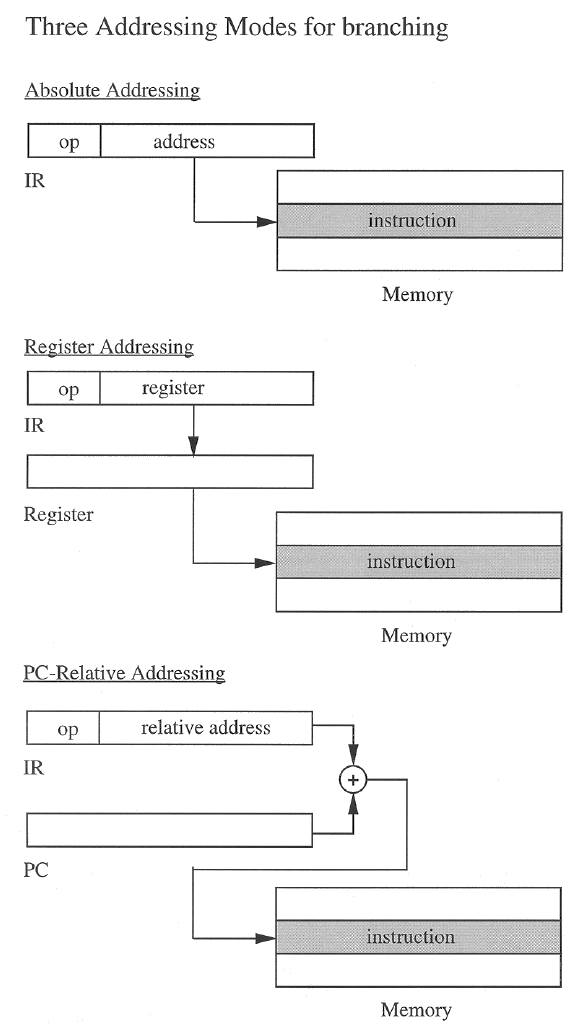 Three Addressing Modes for branching
Absolute Addressing
op address
IR
instruction
Memory
Register Addressing
op register
IR
Register
instruction
Memory
PC-Relative Addressing
op relative address
IR
+
PC
instruction
Memory